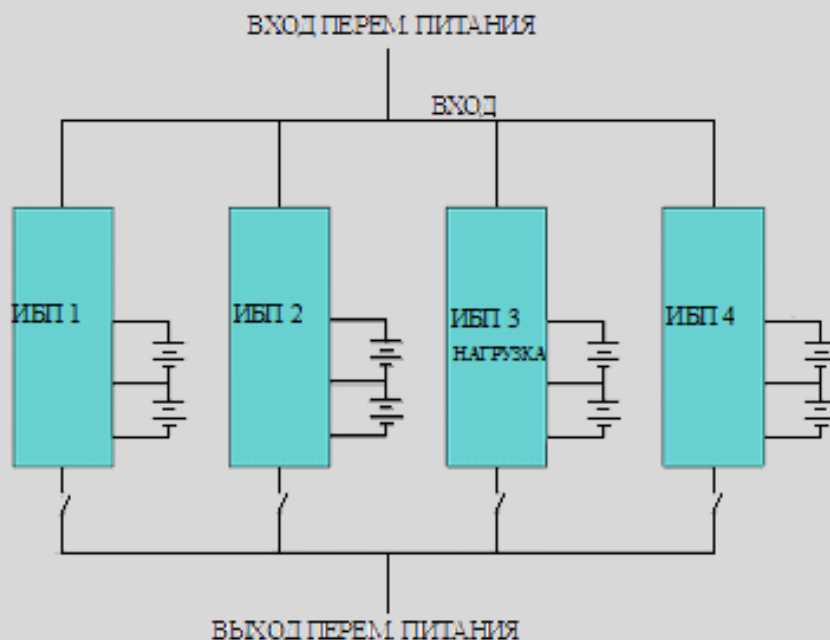 ВХОД ПЕРЕМ. ПИТАНИЯ
ВХОД
ИБП 1
ИБП 2
ИБП 3
НАГРУЗКА
ИБП 4
ВЫХОД ПЕРЕМ. ПИТАНИЯ